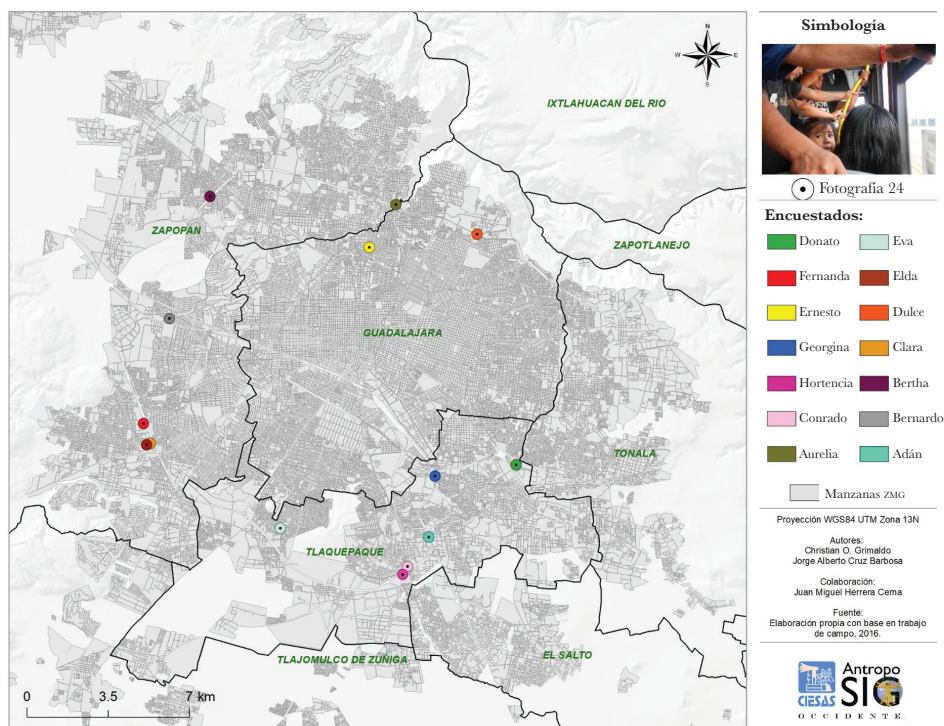 N
W
E
S
IXTLAHUACAN DEL RIO
ZAPOPAN
ZAPOTLANEJO
GUADALAJARA
TONALA
TLAQUEPAQUE
TLAJOMULCO DE ZUÑIGA
EL SALTO
0 3.5 7 km
Simbología
Fotografía 24
Encuestados:
Donato Eva
Fernanda Elda
Ernesto Dulce
Georgina Clara
Hortencia Bertha
Conrado Bernardo
Aurelia Adán
Manzanas ZMG
Proyección WGS84 UTM Zona 13N
Autores:
Christian O. Grimaldo
Jorge Alberto Cruz Barbosa
Colaboración:
Juan Miguel Herrera Cema
Fuente:
Elaboración propia con base en trabajo
de campo, 2016.
CIESAS
Antropo
SIG
OCCIDENTE